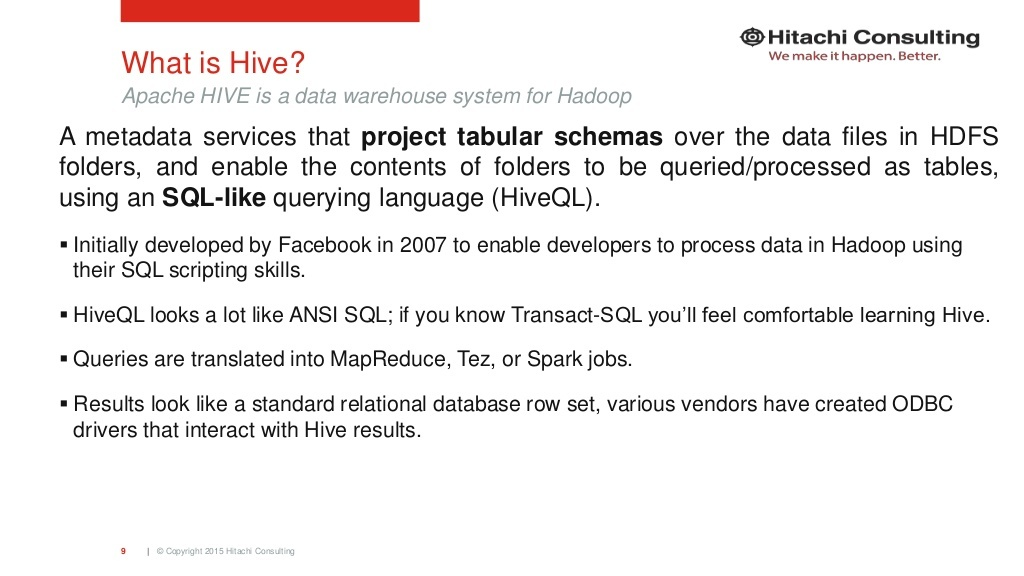 Hitachi Consulting
We make it happen. Better.
What is Hive?
Apache HIVE is a data warehouse system for Hadoop
A metadata services that project tabular schemas over the data files in HDFS
folders, and enable the contents of folders to be queried/processed as tables,
using an SQL-like querying language (HiveQL).
▪ Initially developed by Facebook in 2007 to enable developers to process data in Hadoop using
their SQL scripting skills.
▪ HiveQL looks a lot like ANSI SQL; if you know Transact-SQL you’ll feel comfortable learning Hive.
▪ Queries are translated into MapReduce, Tez, or Spark jobs.
▪ Results look like a standard relational database row set, various vendors have created ODBC
drivers that interact with Hive results.
9 | © Copyright 2015 Hitachi Consulting